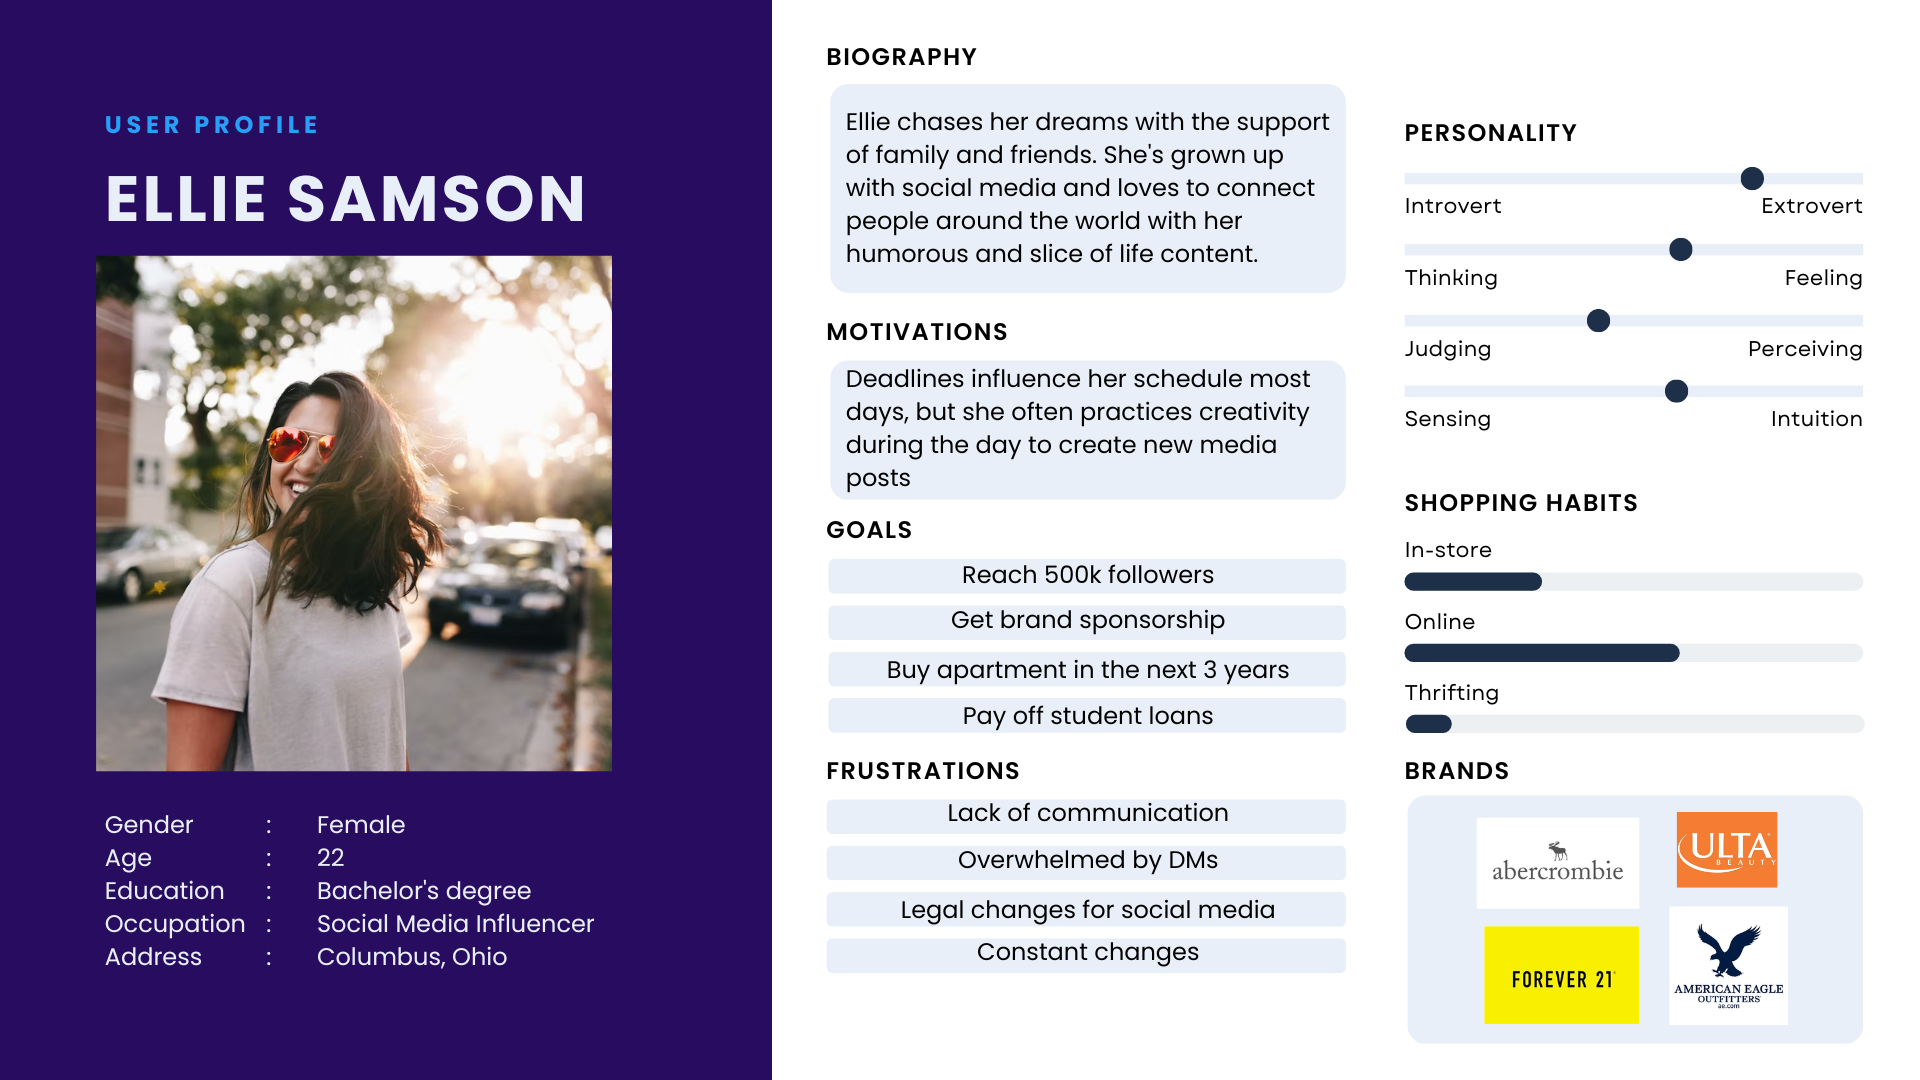 USER PROFILE
ELLIE SAMSON
Gender : Female
Age : 22
Education : Bachelor's degree
Occupation : Social Media Influencer
Address : Columbus, Ohio
BIOGRAPHY
Ellie chases her dreams with the support
of family and friends. She's grown up
with social media and loves to connect
people around the world with her
humorous and slice of life content.
MOTIVATIONS
Deadlines influence her schedule most
days, but she often practices creativity
during the day to create new media
posts
GOALS
Reach 500k followers
Get brand sponsorship
Buy apartment in the next 3 years
Pay off student loans
FRUSTRATIONS
Lack of communication
Overwhelmed by DMs
Legal changes for social media
Constant changes
PERSONALITY
Introvert Extrovert
Thinking Feeling
Judging Perceiving
Sensing Intuition
SHOPPING HABITS
In-store
Online
Thrifting
BRANDS
abercrombie
ULTA
BEAUTY
FOREVER 21
AMERICAN EAGLE
OUTFITTERS
ae.com